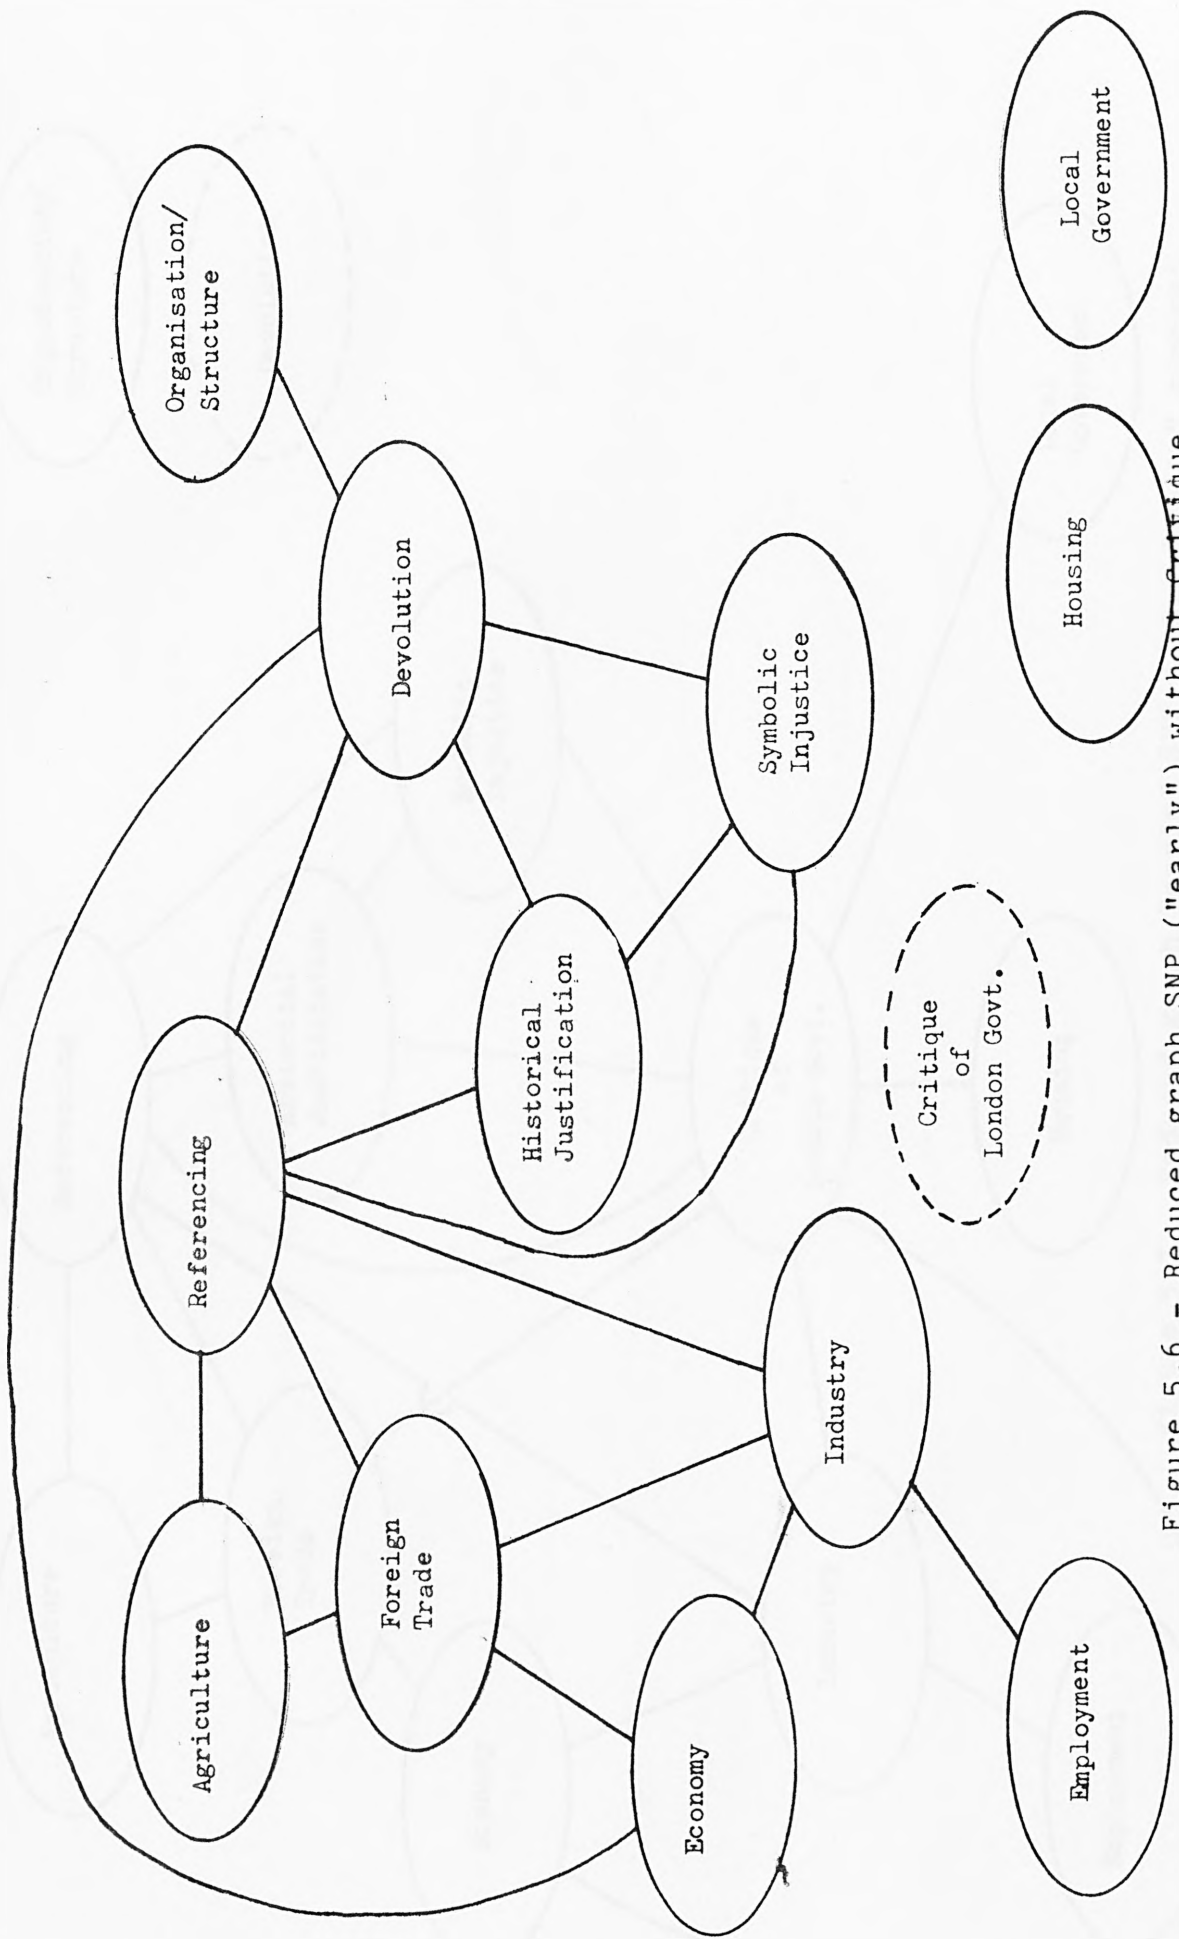 Organisation/
Structure
Referencing
Agriculture
Devolution
Foreign
Trade
Historical
Justification
Economy
Symbolic
Injustice
Industry
Critique
of
London Govt.
Employment
Housing
Local
Government
Figure 5.6 - Reduced graph SNP ("early") without Critique